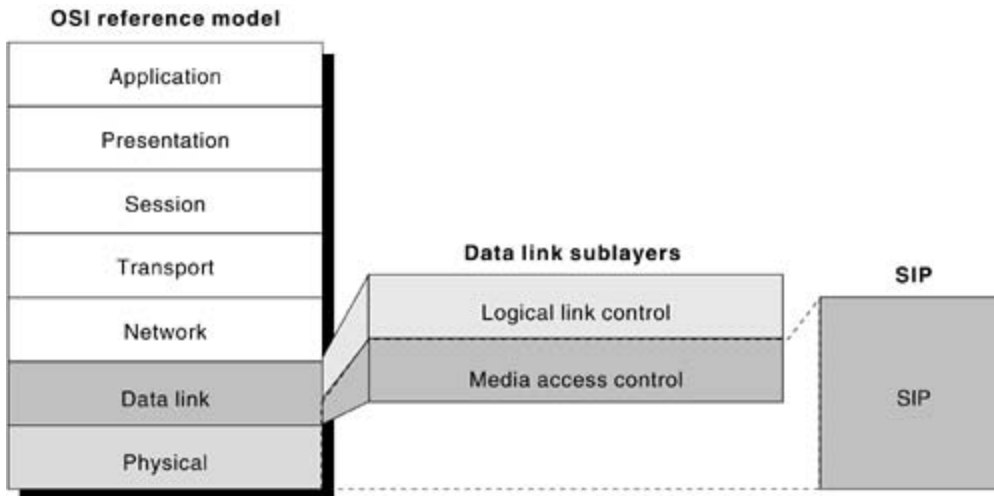 OSI reference model
Application
Presentation
Session
Transport
Network
Data link
Physical
Data link sublayers
Logical link control
Media access control
SIP
SIP